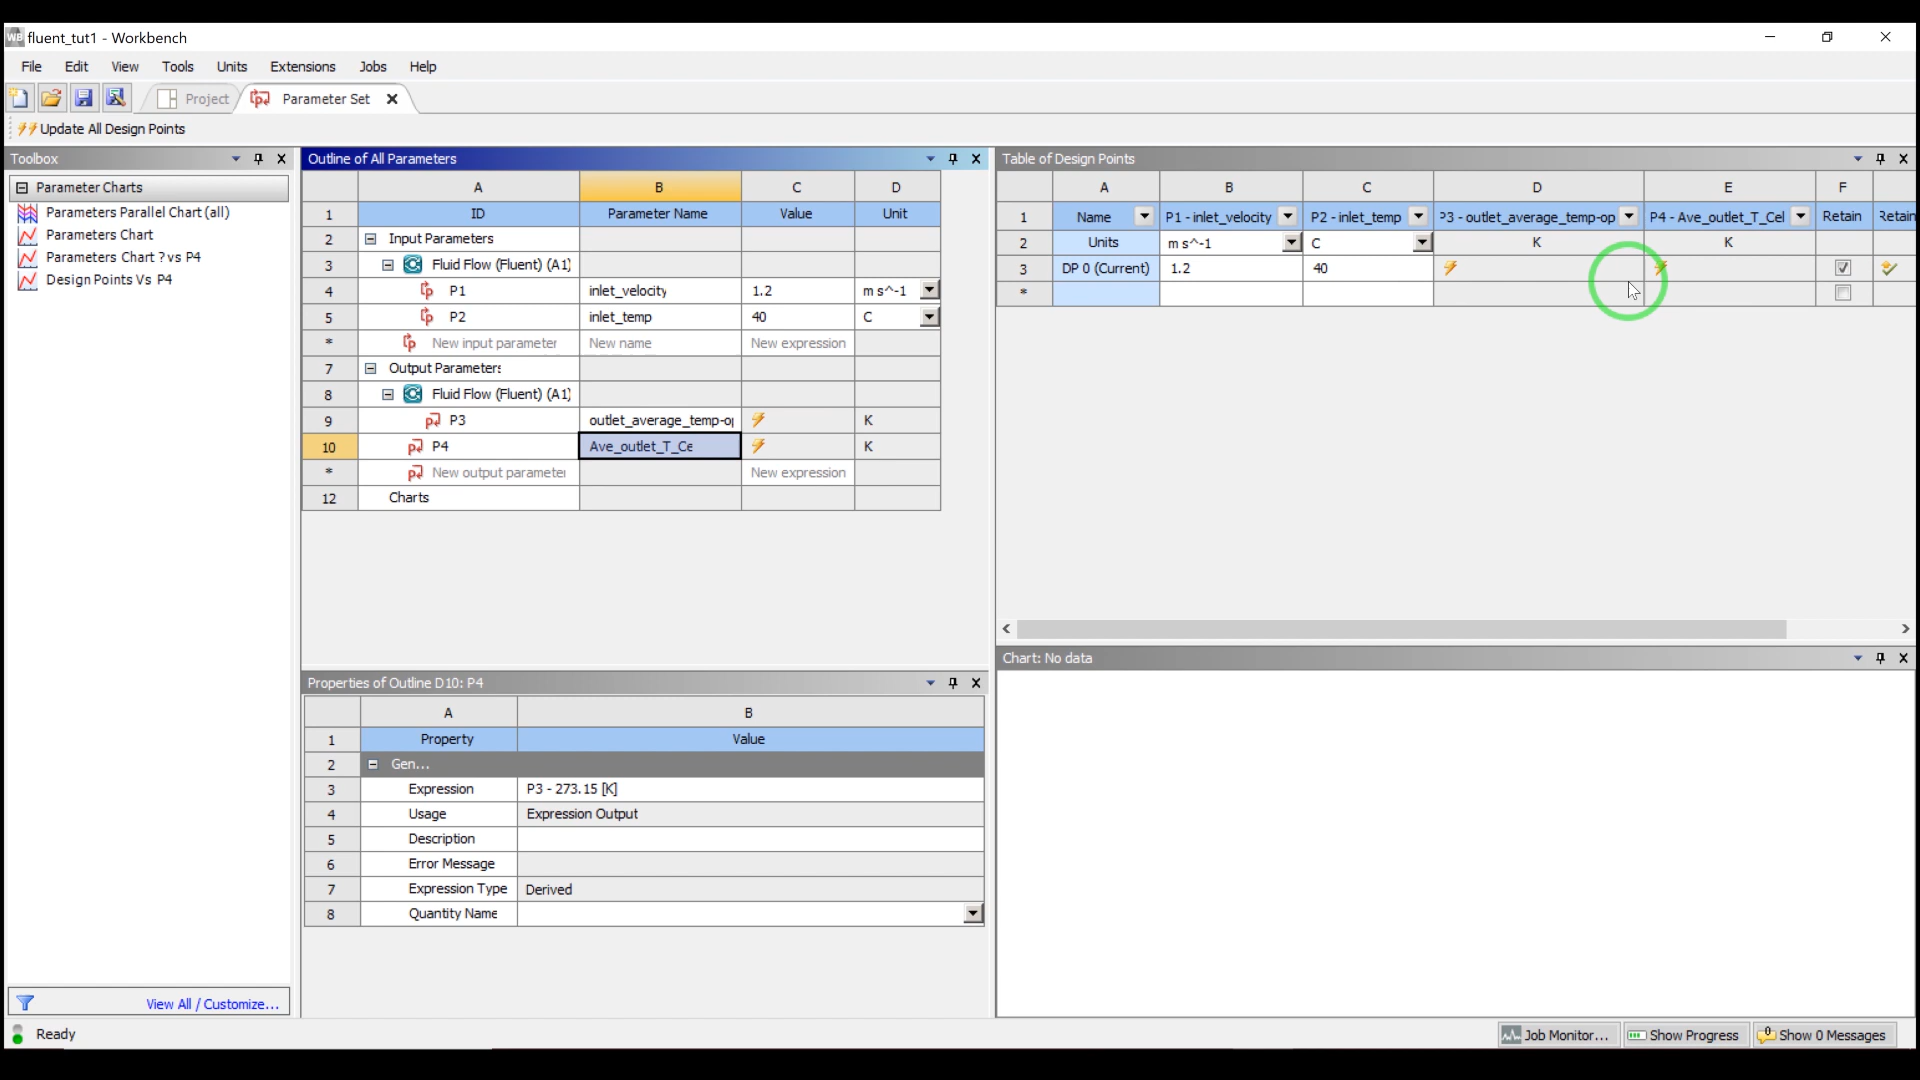 WB fluent_tut1 - Workbench
File Edit View Tools Units Extensions Jobs Help
Project Parameter Set
Update All Design Points
Toolbox
Parameter Charts
Parameters Parallel Chart (all)
Parameters Chart
Parameters Chart ? vs P4
Design Points Vs P4
View All / Customize...
Outline of All Parameters
A B C D
1 ID Parameter Name Value Unit
2 Input Parameters
3 Fluid Flow (Fluent) (A1)
4 P1 inlet_velocity 1.2 m s^-1
5 P2 inlet_temp 40 C
* New input parameter New name New expression
7 Output Parameters
8 Fluid Flow (Fluent) (A1)
9 P3 outlet_average_temp-op K
10 P4 Ave_outlet_T_Ce K
* New output parameter New expression
12 Charts
Properties of Outline D10: P4
A B
1 Property Value
2 Gen...
3 Expression P3 - 273.15 [K]
4 Usage Expression Output
5 Description
6 Error Message
7 Expression Type Derived
8 Quantity Name
Table of Design Points
A B C D E F
1 Name P1 - inlet_velocity P2 - inlet_temp P3 - outlet_average_temp-op P4 - Ave_outlet_T_Cel Retain Retain
2 Units m s^-1 C K K
3 DP 0 (Current) 1.2 40
*
Chart: No data
Ready
Job Monitor... Show Progress 0 Show 0 Messages